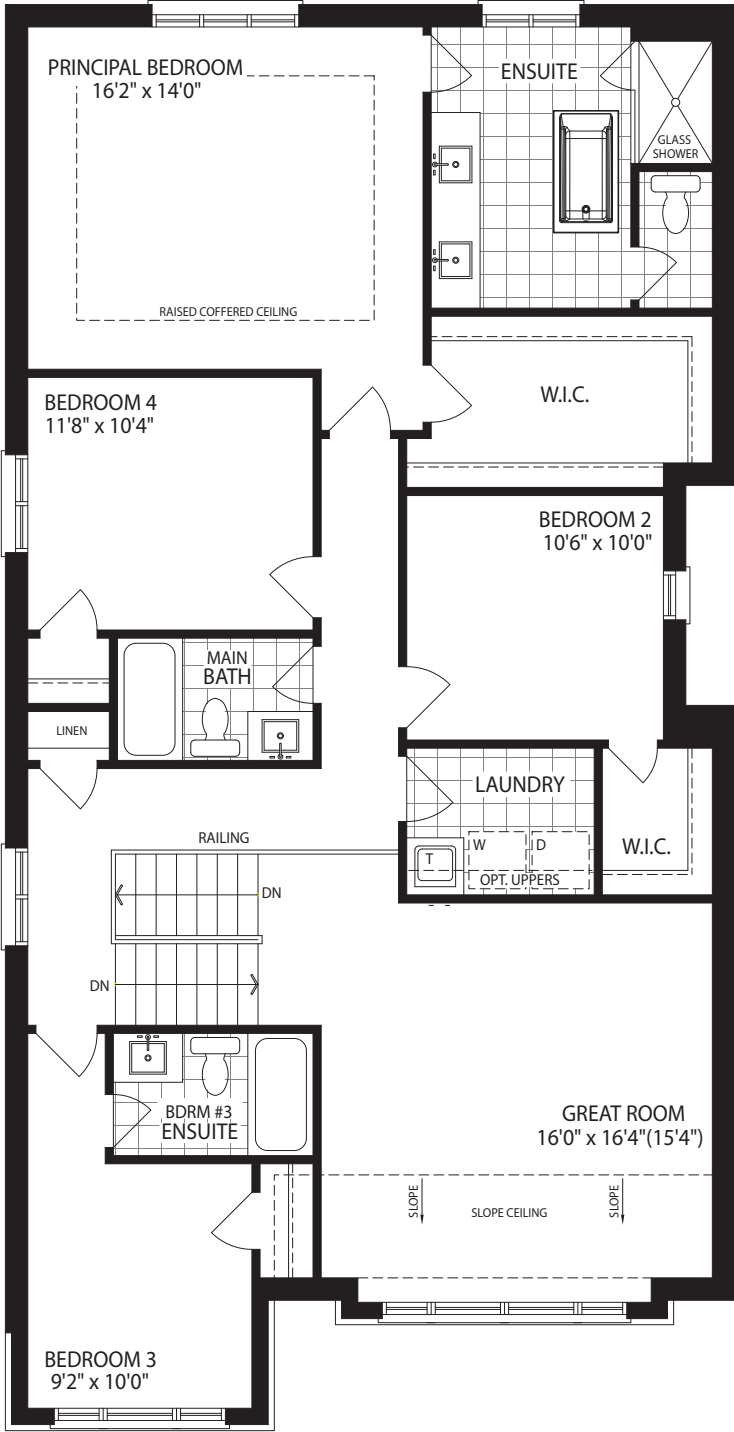 PRINCIPAL BEDROOM
16'2" x 14'0"
RAISED COFFERED CEILING
ENSUITE
GLASS
SHOWER
W.I.C.
BEDROOM 4
11'8" x 10'4"
BEDROOM 2
10'6" x 10'0"
MAIN
BATH
LINEN
LAUNDRY
W
D
T
OPT. UPPERS
W.I.C.
RAILING
DN
DN
BDRM #3
ENSUITE
GREAT ROOM
16'0" x 16'4"(15'4")
SLOPE
SLOPE CEILING
SLOPE
BEDROOM 3
9'2" x 10'0"